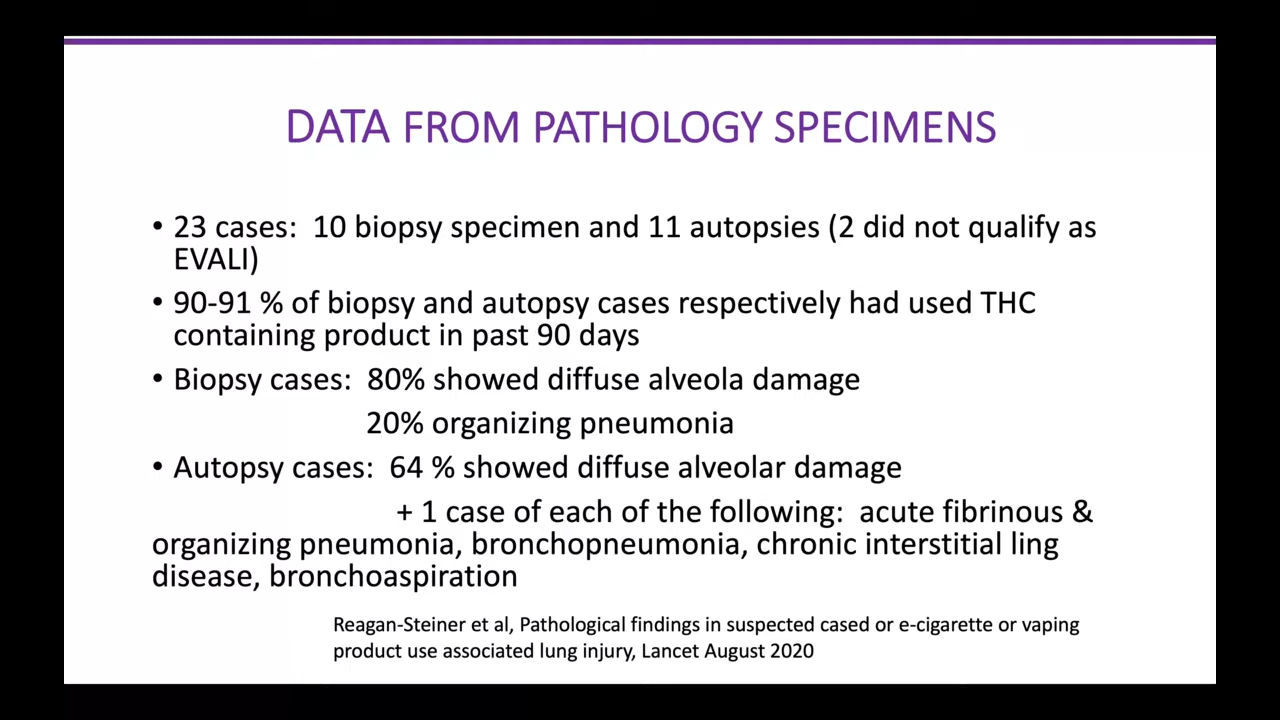 DATA FROM PATHOLOGY SPECIMENS
• 23 cases: 10 biopsy specimen and 11 autopsies (2 did not qualify as
EVALI)
• 90-91 % of biopsy and autopsy cases respectively had used THC
containing product in past 90 days
• Biopsy cases: 80% showed diffuse alveola damage
20% organizing pneumonia
• Autopsy cases: 64 % showed diffuse alveolar damage
+ 1 case of each of the following: acute fibrinous &
organizing pneumonia, bronchopneumonia, chronic interstitial ling
disease, bronchoaspiration
Reagan-Steiner et al, Pathological findings in suspected cased or e-cigarette or vaping
product use associated lung injury, Lancet August 2020